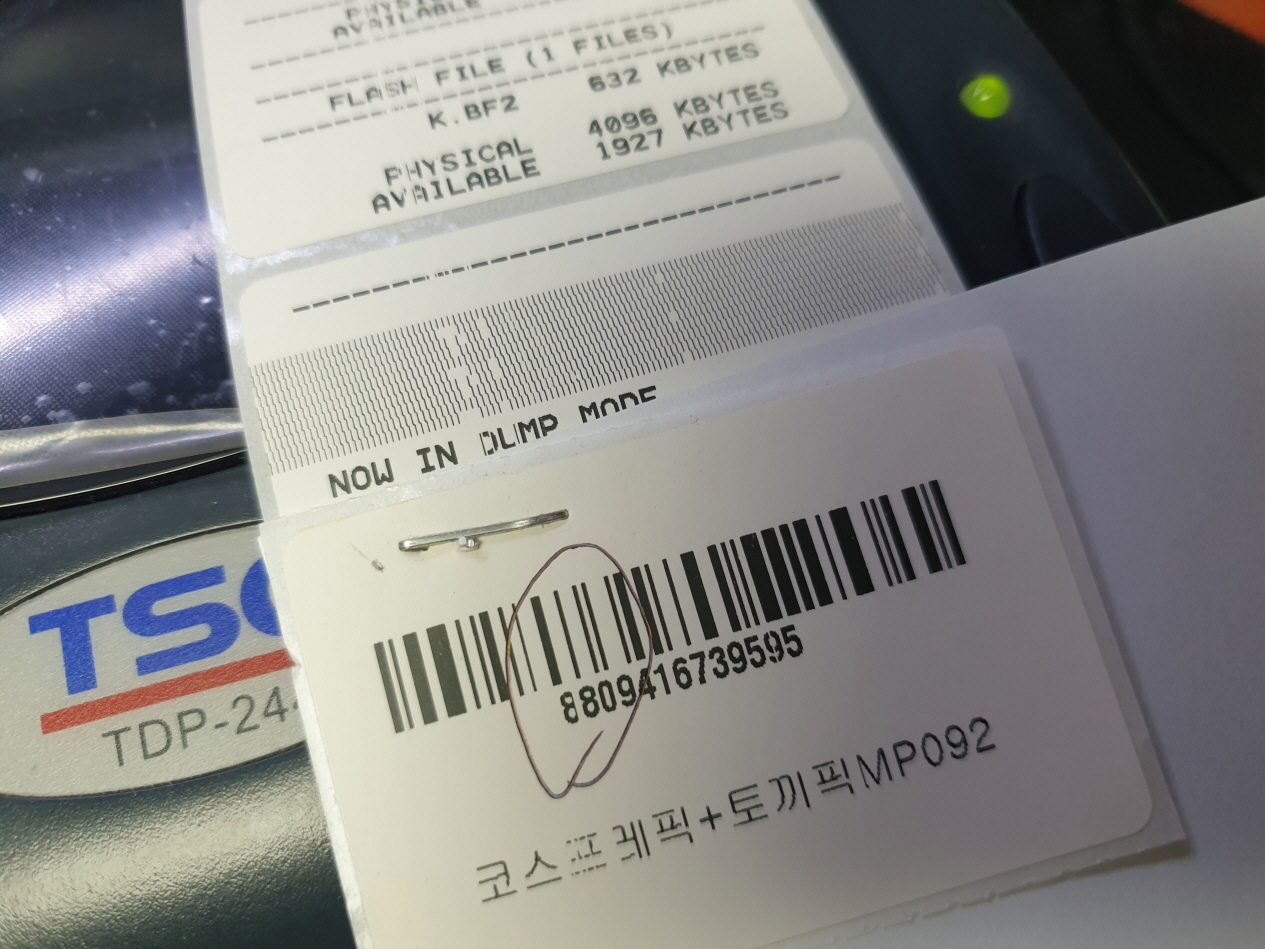 PHYSICAL
AVAILABLE
FLASH FILE (1 FILES)
K.BF2 632 KBYTES
PHYSICAL 4096 KBYTES
AVAILABLE 1927 KBYTES
NOW IN DUMP MODE
TSC
TDP-24
8809416739595
코스프레픽+토끼픽MP092